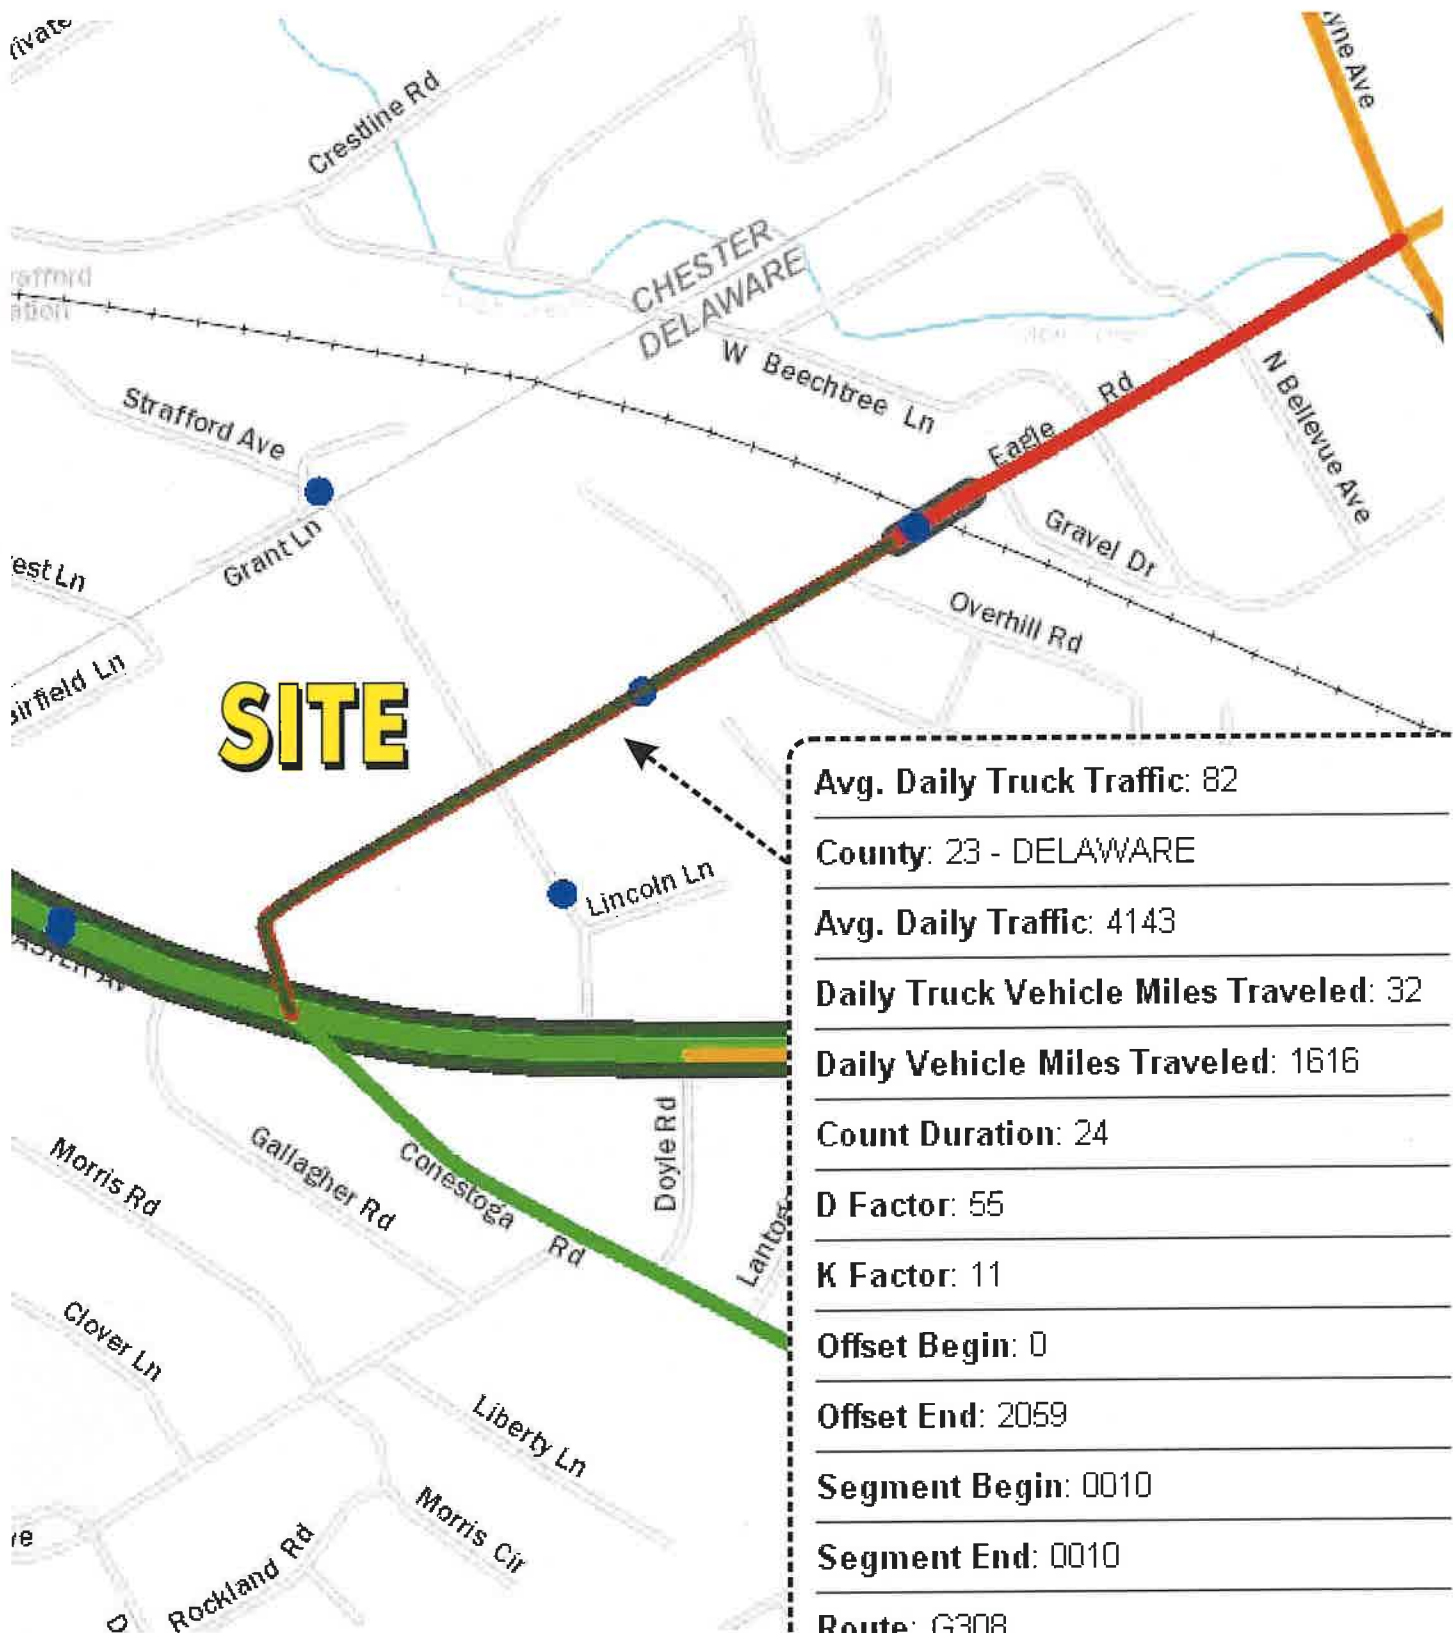 Crestline Rd
CHESTER
DELAWARE
W Beechtree Ln
Eagle Rd
N Bellevue Ave
Strafford Ave
Grant Ln
Gravel Dr
Overhill Rd
SITE
Lincoln Ln
Gallagher Rd
Conestoga Rd
Doyle Rd
Morris Rd
Clover Ln
Liberty Ln
Morris Cir
Rockland Rd
Avg. Daily Truck Traffic: 82
County: 23 - DELAWARE
Avg. Daily Traffic: 4143
Daily Truck Vehicle Miles Traveled: 32
Daily Vehicle Miles Traveled: 1616
Count Duration: 24
D Factor: 55
K Factor: 11
Offset Begin: 0
Offset End: 2059
Segment Begin: 0010
Segment End: 0010
Route: G308